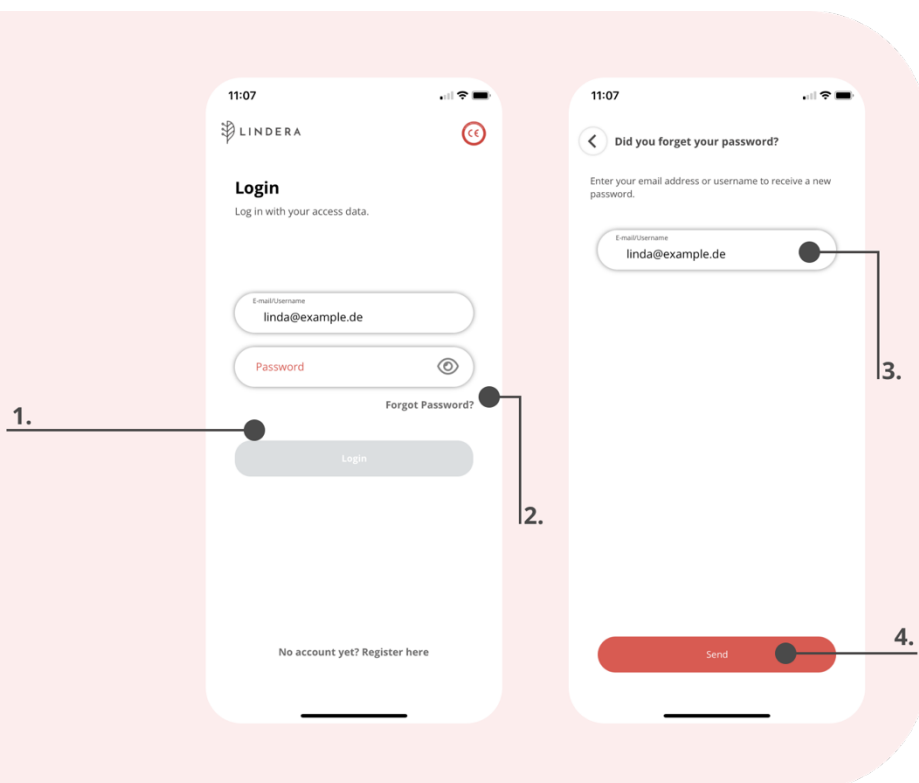 11:07
LINDERA
CE
Login
Log in with your access data.
E-mail/Username
linda@example.de
Password
Forgot Password?
Login
No account yet? Register here
1.
2.
11:07
Did you forget your password?
Enter your email address or username to receive a new
password.
E-mail/Username
linda@example.de
Send
3.
4.